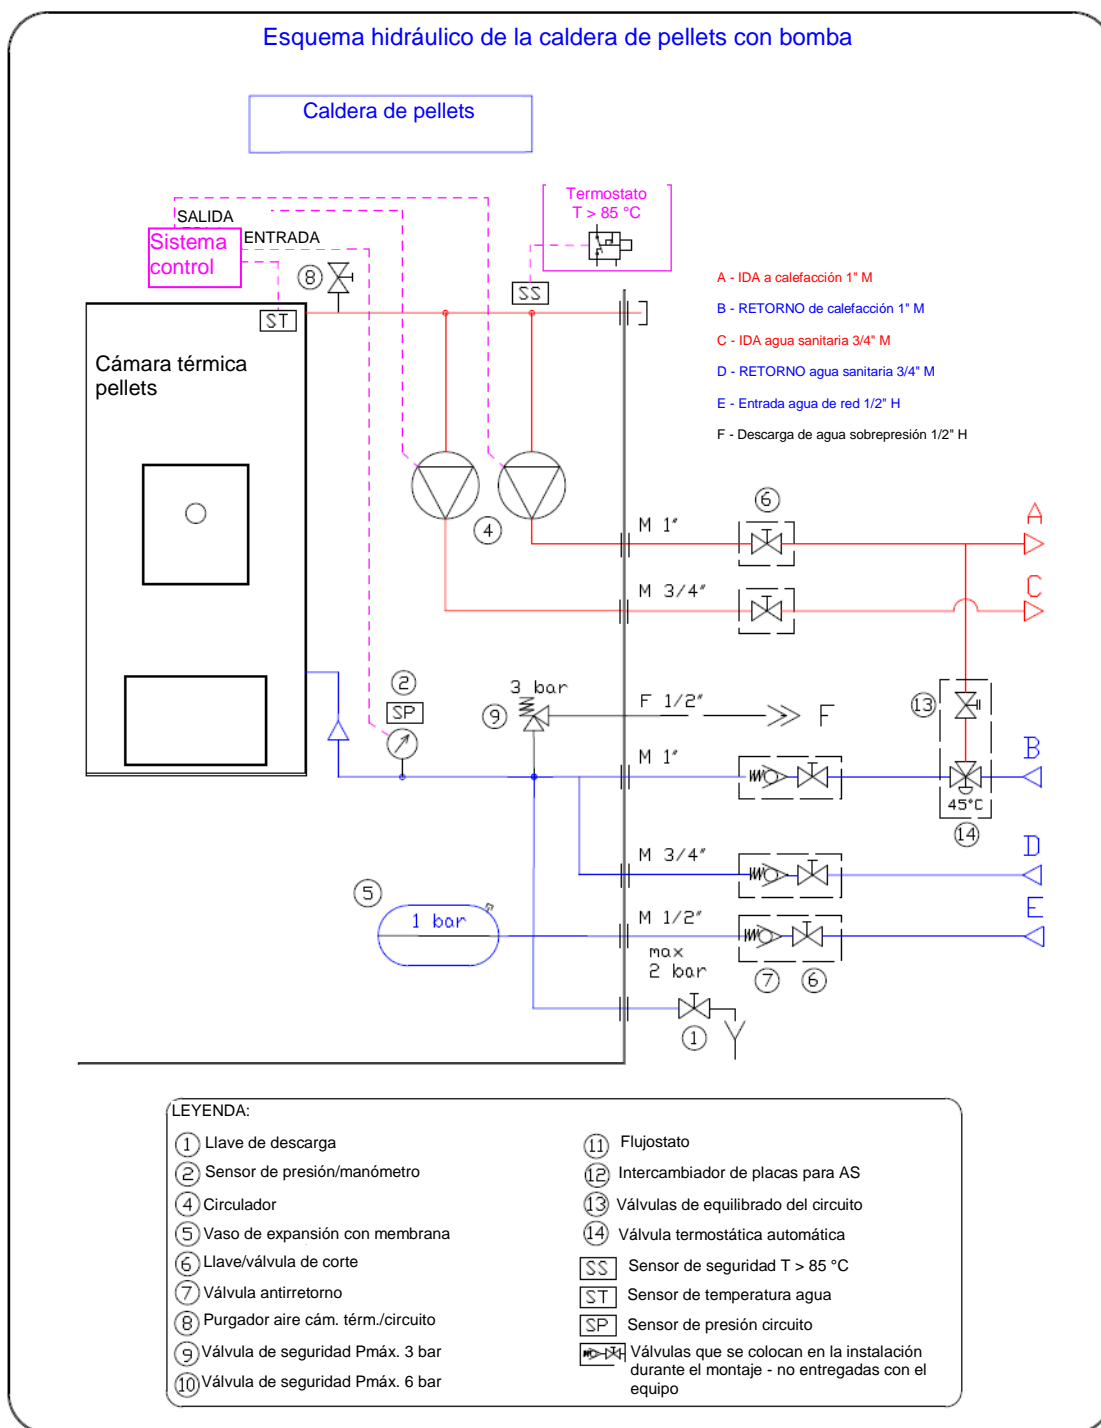 Esquema hidráulico de la caldera de pellets con bomba
Caldera de pellets
Termostato
T > 85 °C
SALIDA
ENTRADA
Sistema
control
8
SS
ST
A - IDA a calefacción 1" M
B - RETORNO de calefacción 1" M
C - IDA agua sanitaria 3/4" M
D - RETORNO agua sanitaria 3/4" M
E - Entrada agua de red 1/2" H
F - Descarga de agua sobrepresión 1/2" H
Cámara térmica
pellets
4
M 1"
6
A
M 3/4"
C
2
SP
3 bar
9
F 1/2"
F
13
M 1"
B
45°C
14
M 3/4"
D
5
1 bar
M 1/2"
E
max
2 bar
7
6
1
LEYENDA:
1 Llave de descarga
2 Sensor de presión/manómetro
4 Circulador
5 Vaso de expansión con membrana
6 Llave/válvula de corte
7 Válvula antirretorno
8 Purgador aire cám. térm./circuito
9 Válvula de seguridad Pmáx. 3 bar
10 Válvula de seguridad Pmáx. 6 bar
11 Flujostato
12 Intercambiador de placas para AS
13 Válvulas de equilibrado del circuito
14 Válvula termostática automática
SS Sensor de seguridad T > 85 °C
ST Sensor de temperatura agua
SP Sensor de presión circuito
Válvulas que se colocan en la instalación
durante el montaje - no entregadas con el
equipo